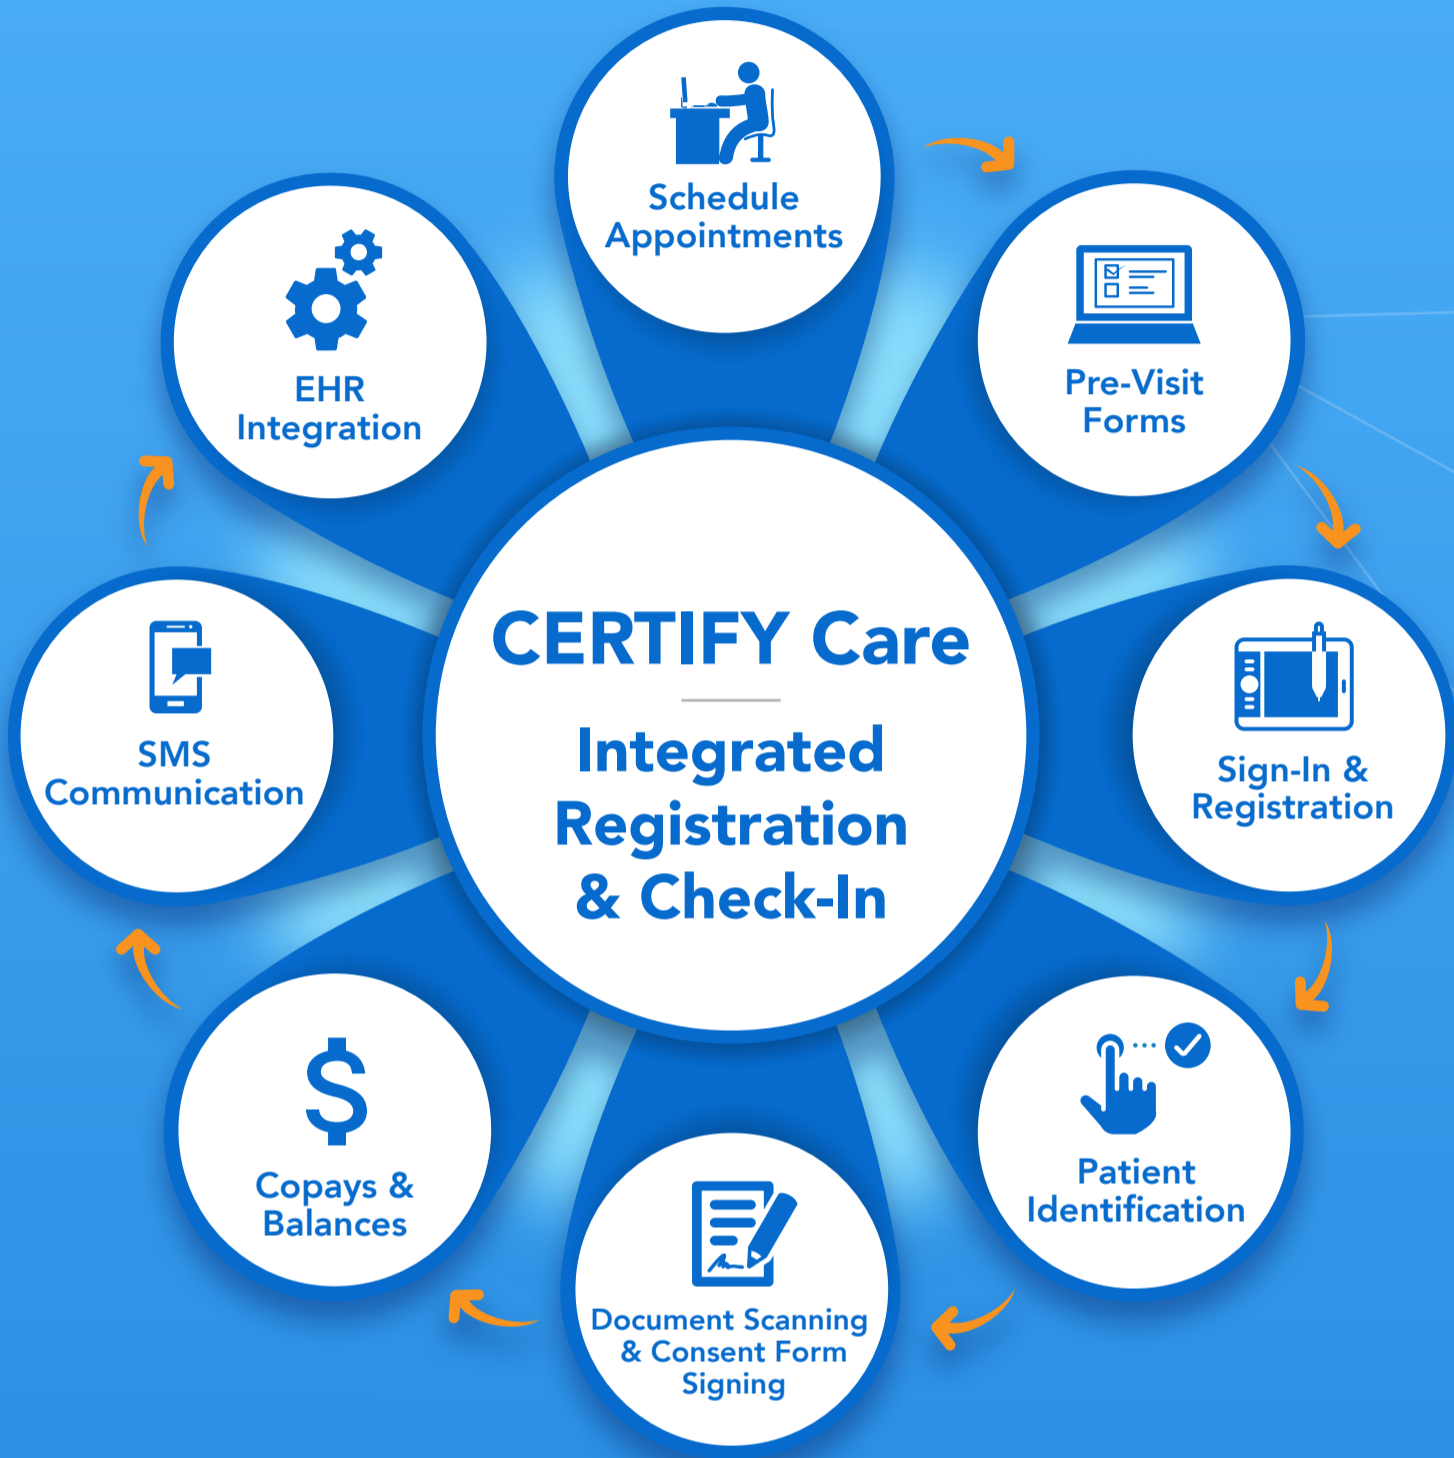 Schedule
Appointments
Pre-Visit
Forms
Sign-In &
Registration
Patient
Identification
Document Scanning
& Consent Form
Signing
Copays &
Balances
SMS
Communication
EHR
Integration
CERTIFY Care
Integrated
Registration
& Check-In